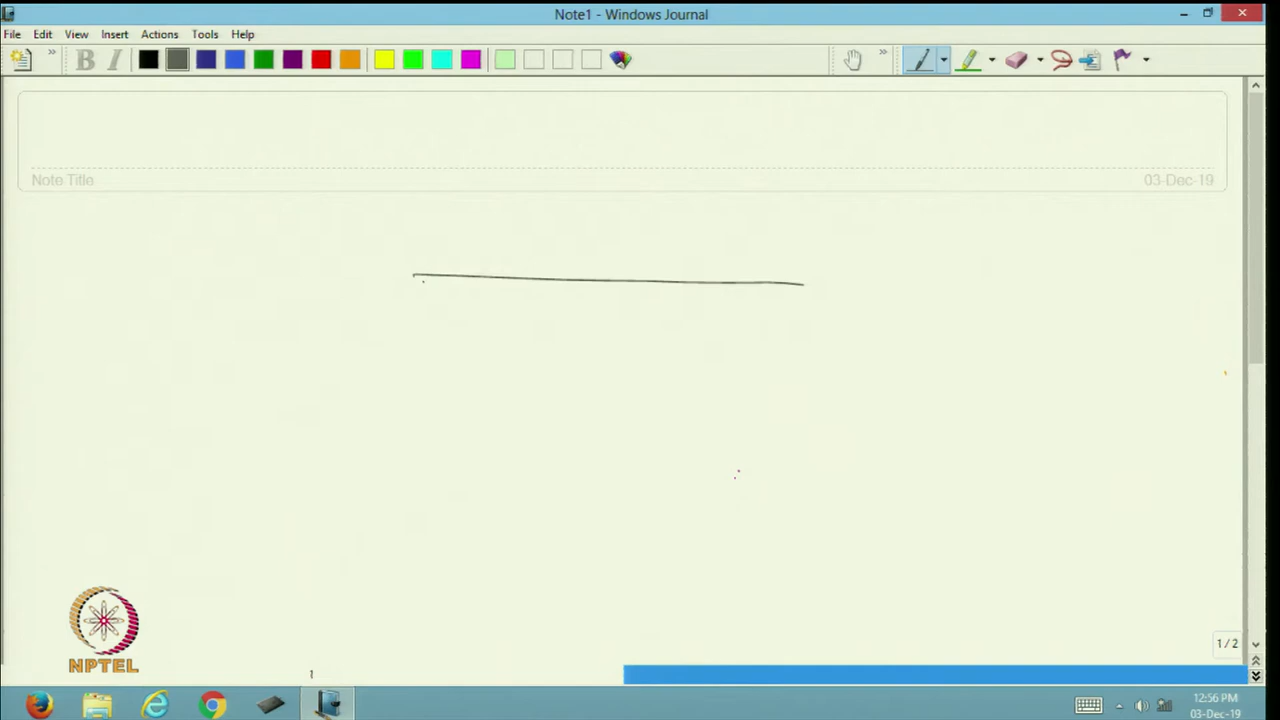 Note1 - Windows Journal
File Edit View Insert Actions Tools Help
B I
Note Title
03-Dec-19
1 / 2
NPTEL
1
12:56 PM
03-Dec-19